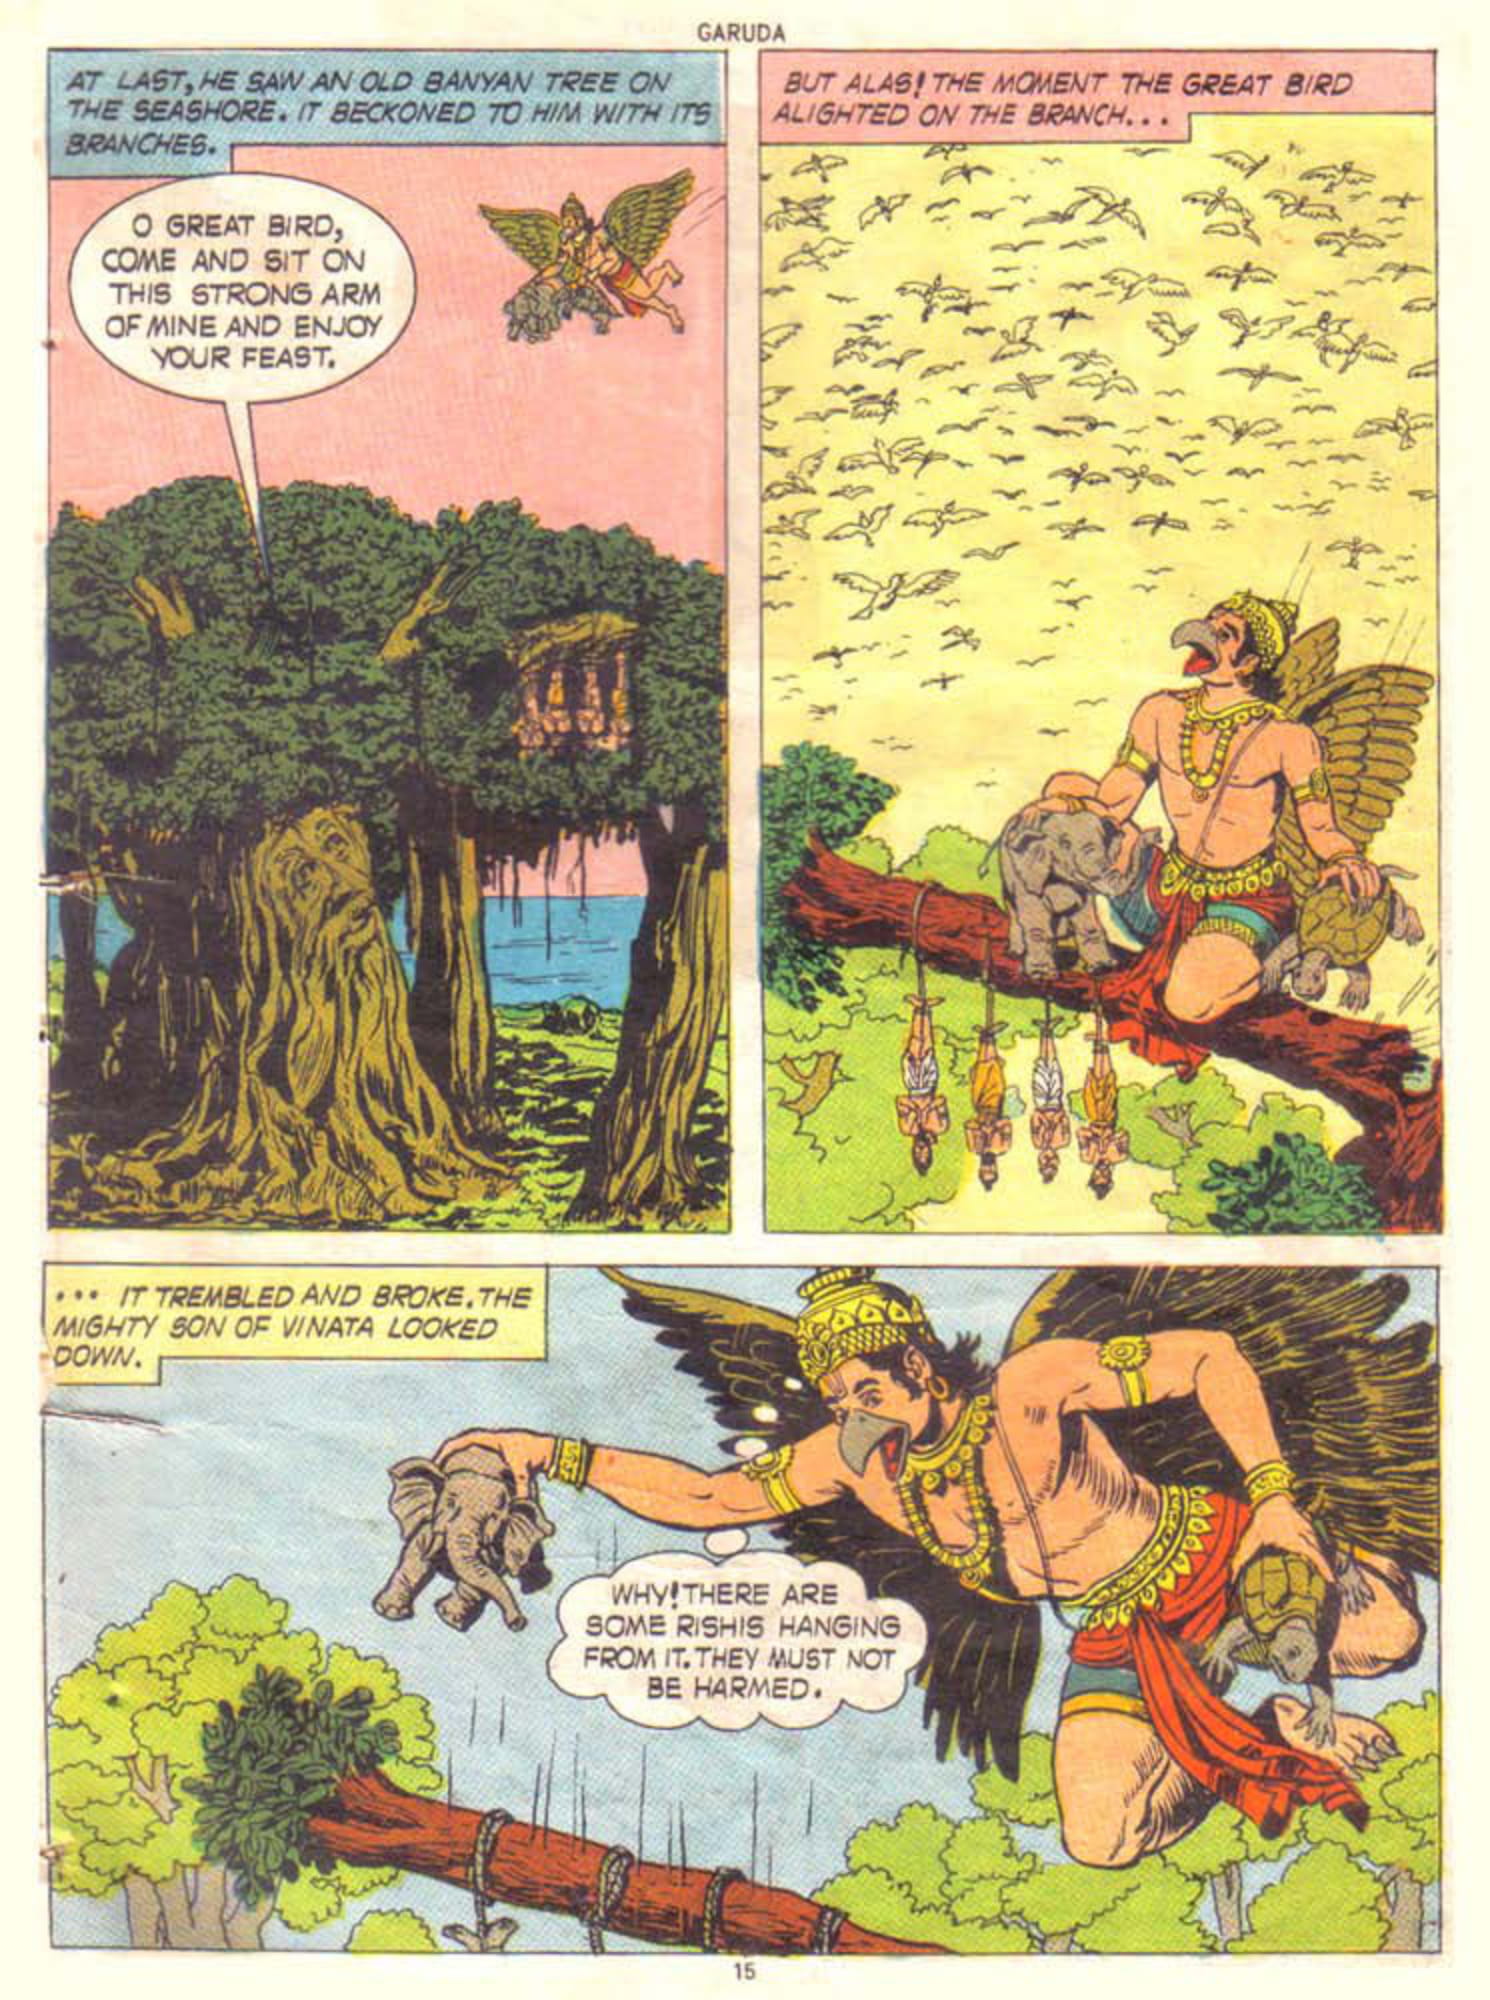 GARUDA
AT LAST, HE SAW AN OLD BANYAN TREE ON
THE SEASHORE. IT BECKONED TO HIM WITH ITS
BRANCHES.
O GREAT BIRD,
COME AND SIT ON
THIS STRONG ARM
OF MINE AND ENJOY
YOUR FEAST.
BUT ALAS! THE MOMENT THE GREAT BIRD
ALIGHTED ON THE BRANCH...
... IT TREMBLED AND BROKE. THE
MIGHTY SON OF VINATA LOOKED
DOWN.
WHY! THERE ARE
SOME RISHIS HANGING
FROM IT. THEY MUST NOT
BE HARMED.
15